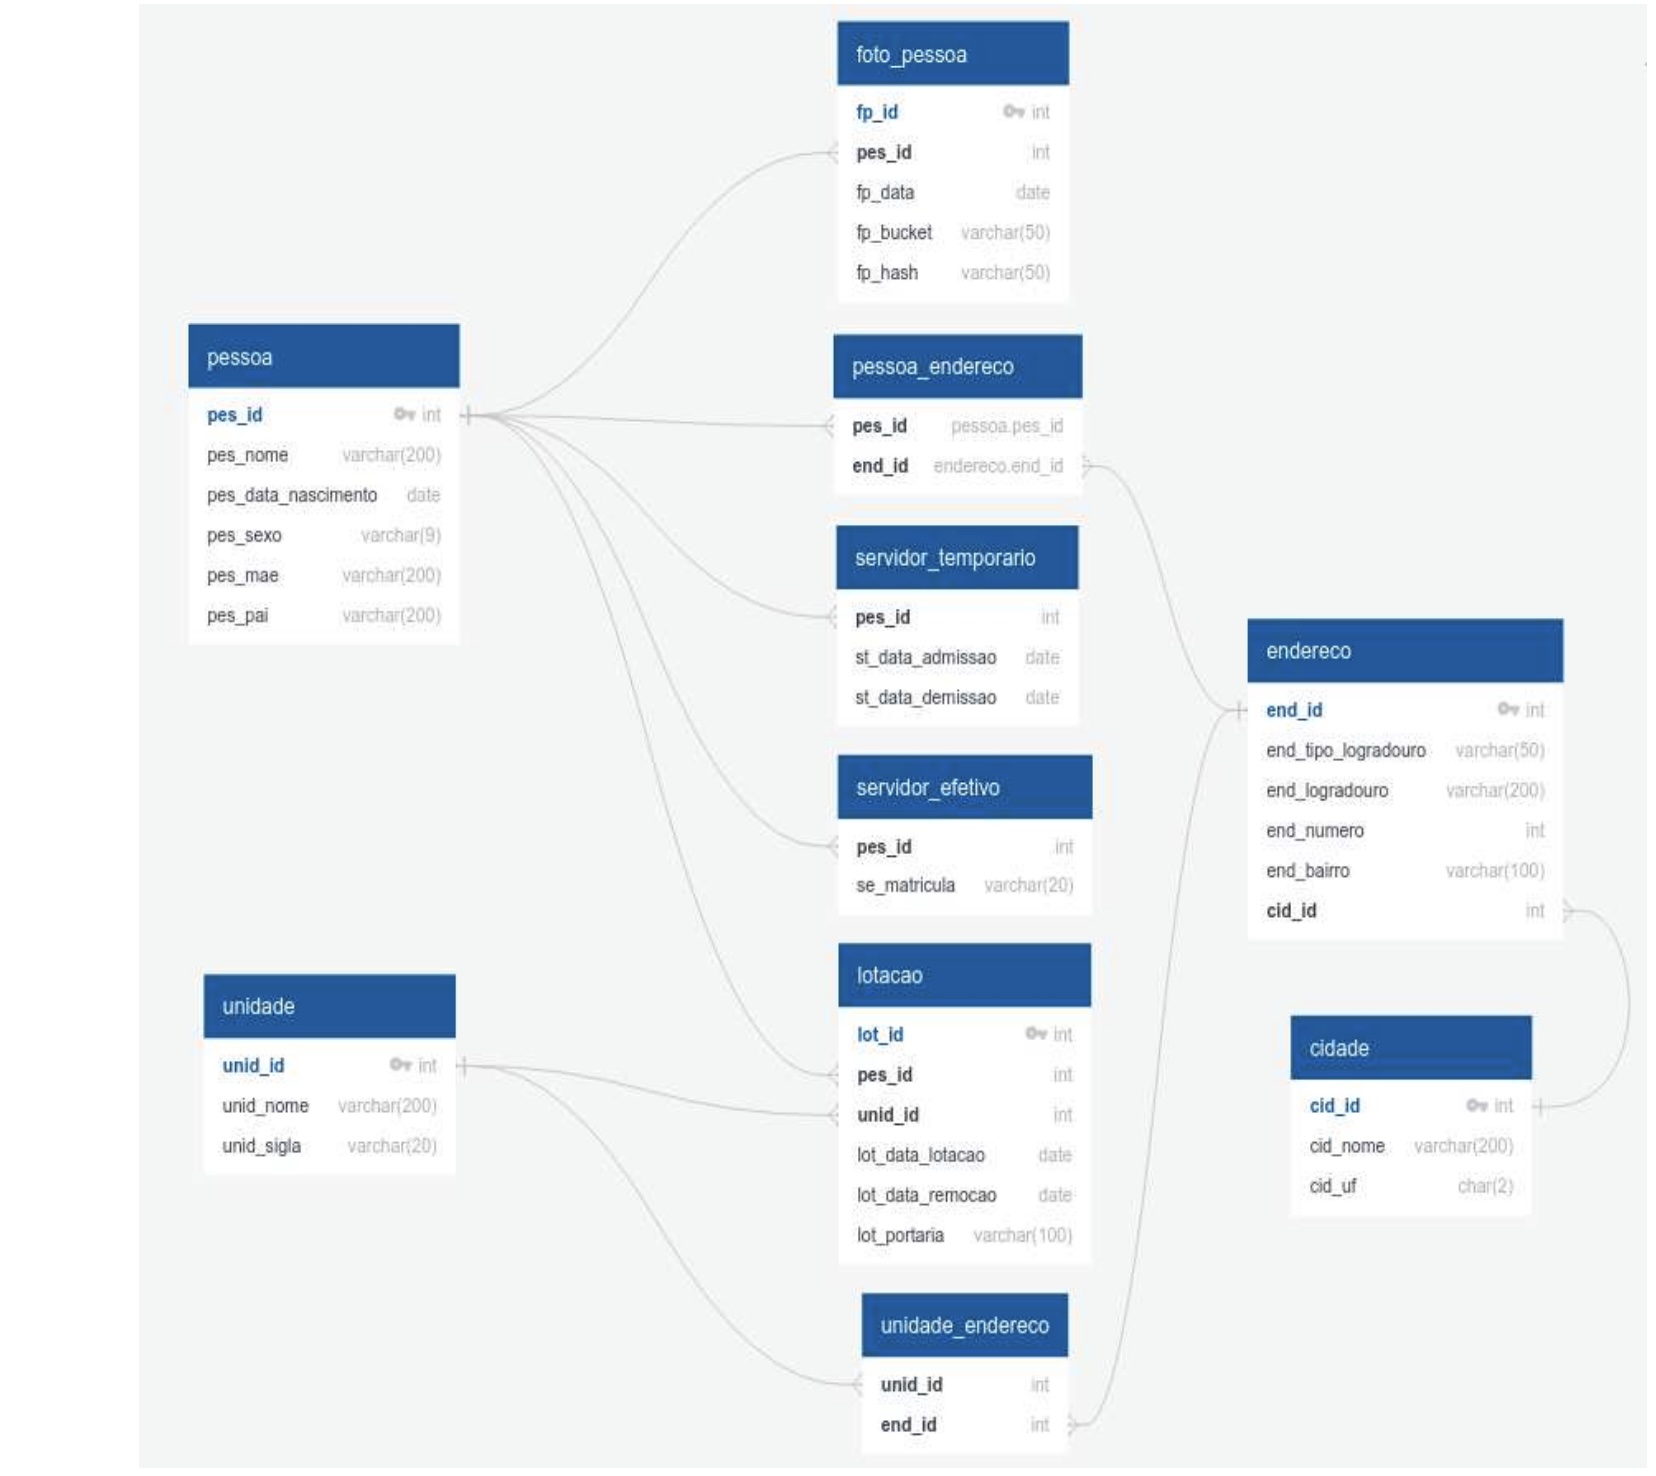 foto_pessoa
fp_id int
pes_id int
fp_data date
fp_bucket varchar(50)
fp_hash varchar(50)
pessoa
pes_id int
pes_nome varchar(200)
pes_data_nascimento date
pes_sexo varchar(9)
pes_mae varchar(200)
pes_pai varchar(200)
pessoa_endereco
pes_id pessoa.pes_id
end_id endereco.end_id
servidor_temporario
pes_id int
st_data_admissao date
st_data_demissao date
servidor_efetivo
pes_id int
se_matricula varchar(20)
endereco
end_id int
end_tipo_logradouro varchar(50)
end_logradouro varchar(200)
end_numero int
end_bairro varchar(100)
cid_id int
unidade
unid_id int
unid_nome varchar(200)
unid_sigla varchar(20)
lotacao
lot_id int
pes_id int
unid_id int
lot_data_lotacao date
lot_data_remocao date
lot_portaria varchar(100)
cidade
cid_id int
cid_nome varchar(200)
cid_uf char(2)
unidade_endereco
unid_id int
end_id int